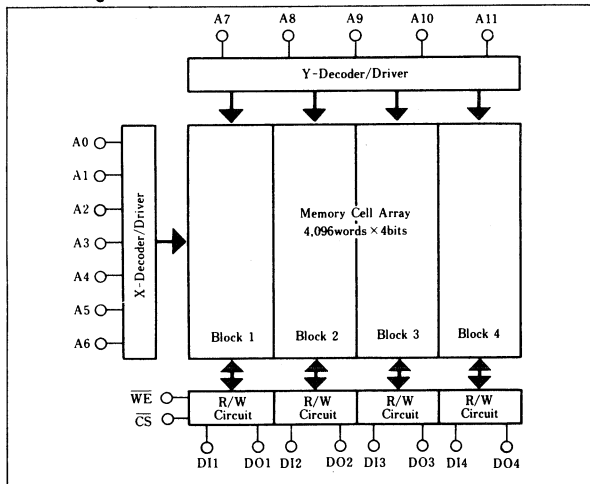 A7 A8 A9 A10 A11
Y-Decoder/Driver
A0
A1
A2
A3
A4
A5
A6
X-Decoder/Driver
Memory Cell Array
4,096words × 4bits
Block 1 Block 2 Block 3 Block 4
W̅E̅
C̅S̅
R/W Circuit
R/W Circuit
R/W Circuit
R/W Circuit
DI1 DO1 DI2 DO2 DI3 DO3 DI4 DO4